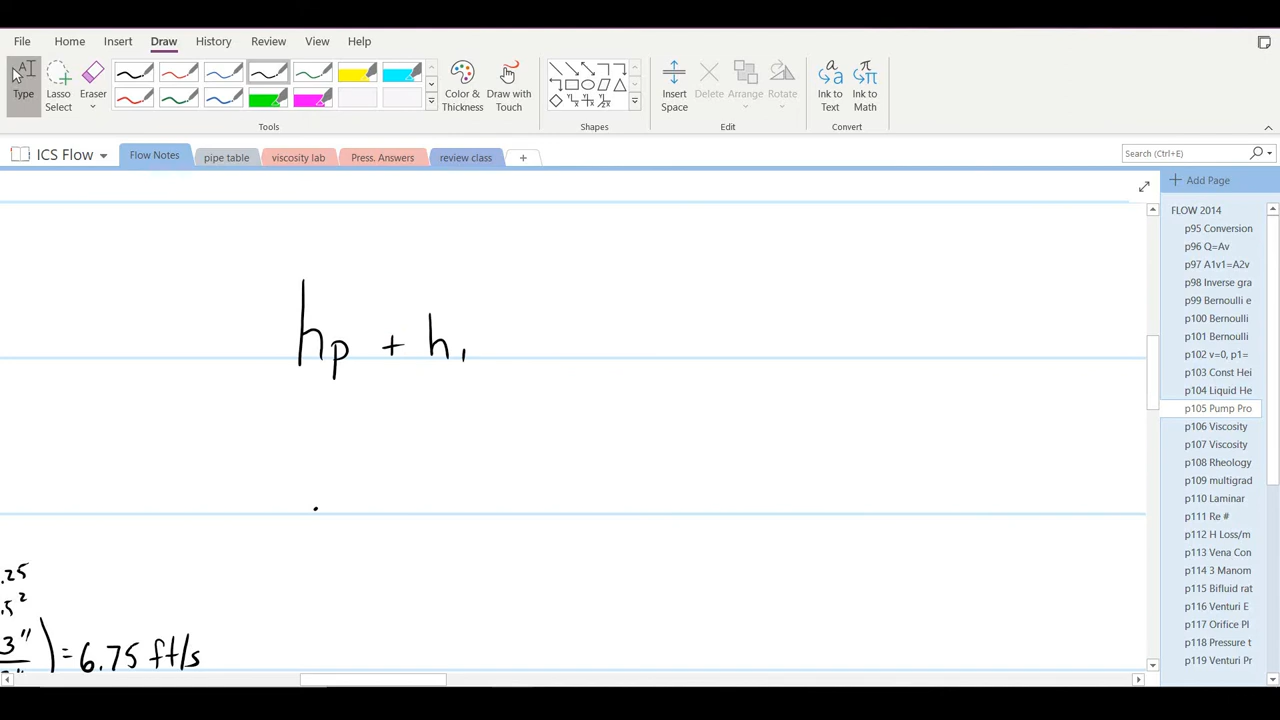 File Home Insert Draw History Review View Help
Type Lasso Select Eraser Color & Thickness Draw with Touch Insert Space Delete Arrange Rotate Ink to Text Ink to Math
Tools Shapes Edit Convert
ICS Flow Flow Notes pipe table viscosity lab Press. Answers review class + Search (Ctrl+E)
+ Add Page
FLOW 2014
p95 Conversion
p96 Q=Av
p97 A1v1=A2v
p98 Inverse gra
p99 Bernoulli e
p100 Bernoulli
p101 Bernoulli
p102 v=0, p1=
p103 Const Hei
p104 Liquid He
p105 Pump Pro
p106 Viscosity
p107 Viscosity
p108 Rheology
p109 multigrad
p110 Laminar
p111 Re #
p112 H Loss/m
p113 Vena Con
p114 3 Manom
p115 Bifluid rat
p116 Venturi E
p117 Orifice Pl
p118 Pressure t
p119 Venturi Pr
hp + h1
.25
.5²
3" ) = 6.75 ft/s